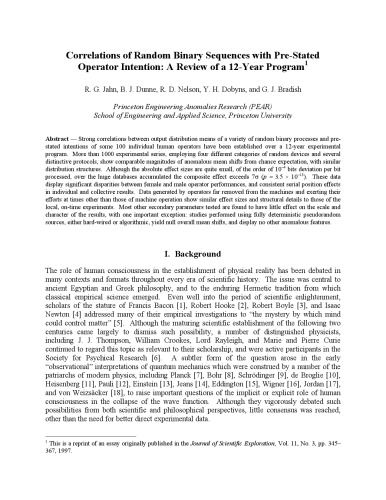 Correlations of Random Binary Sequences with Pre-Stated
Operator Intention: A Review of a 12-Year Program1
R. G. Jahn, B. J. Dunne, R. D. Nelson, Y. H. Dobyns, and G. J. Bradish
Princeton Engineering Anomalies Research (PEAR)
School of Engineering and Applied Science, Princeton University
Abstract — Strong correlations between output distribution means of a variety of random binary processes and pre-
stated intentions of some 100 individual human operators have been established over a 12-year experimental
program. More than 1000 experimental series, employing four different categories of random devices and several
distinctive protocols, show comparable magnitudes of anomalous mean shifts from chance expectation, with similar
distribution structures. Although the absolute effect sizes are quite small, of the order of 10–4 bits deviation per bit
processed, over the huge databases accumulated the composite effect exceeds 7σ (p ≈ 3.5 × 10–13). These data
display significant disparities between female and male operator performances, and consistent serial position effects
in individual and collective results. Data generated by operators far removed from the machines and exerting their
efforts at times other than those of machine operation show similar effect sizes and structural details to those of the
local, on-time experiments. Most other secondary parameters tested are found to have little effect on the scale and
character of the results, with one important exception: studies performed using fully deterministic pseudorandom
sources, either hard-wired or algorithmic, yield null overall mean shifts, and display no other anomalous features.
I. Background
The role of human consciousness in the establishment of physical reality has been debated in
many contexts and formats throughout every era of scientific history. The issue was central to
ancient Egyptian and Greek philosophy, and to the enduring Hermetic tradition from which
classical empirical science emerged. Even well into the period of scientific enlightenment,
scholars of the stature of Francis Bacon [1], Robert Hooke [2], Robert Boyle [3], and Isaac
Newton [4] addressed many of their empirical investigations to “the mystery by which mind
could control matter” [5]. Although the maturing scientific establishment of the following two
centuries came largely to dismiss such possibility, a number of distinguished physicists,
including J. J. Thompson, William Crookes, Lord Rayleigh, and Marie and Pierre Curie
continued to regard this topic as relevant to their scholarship, and were active participants in the
Society for Psychical Research [6]. A subtler form of the question arose in the early
“observational” interpretations of quantum mechanics which were construed by a number of the
patriarchs of modern physics, including Planck [7], Bohr [8], Schrödinger [9], de Broglie [10],
Heisenberg [11], Pauli [12], Einstein [13], Jeans [14], Eddington [15], Wigner [16], Jordan [17],
and von Weizsäcker [18], to raise important questions of the implicit or explicit role of human
consciousness in the collapse of the wave function. Although they vigorously debated such
possibilities from both scientific and philosophical perspectives, little consensus was reached,
other than the need for better direct experimental data.
1 This is a reprint of an essay originally published in the Journal of Scientific Exploration, Vol. 11, No. 3, pp. 345–
367, 1997.